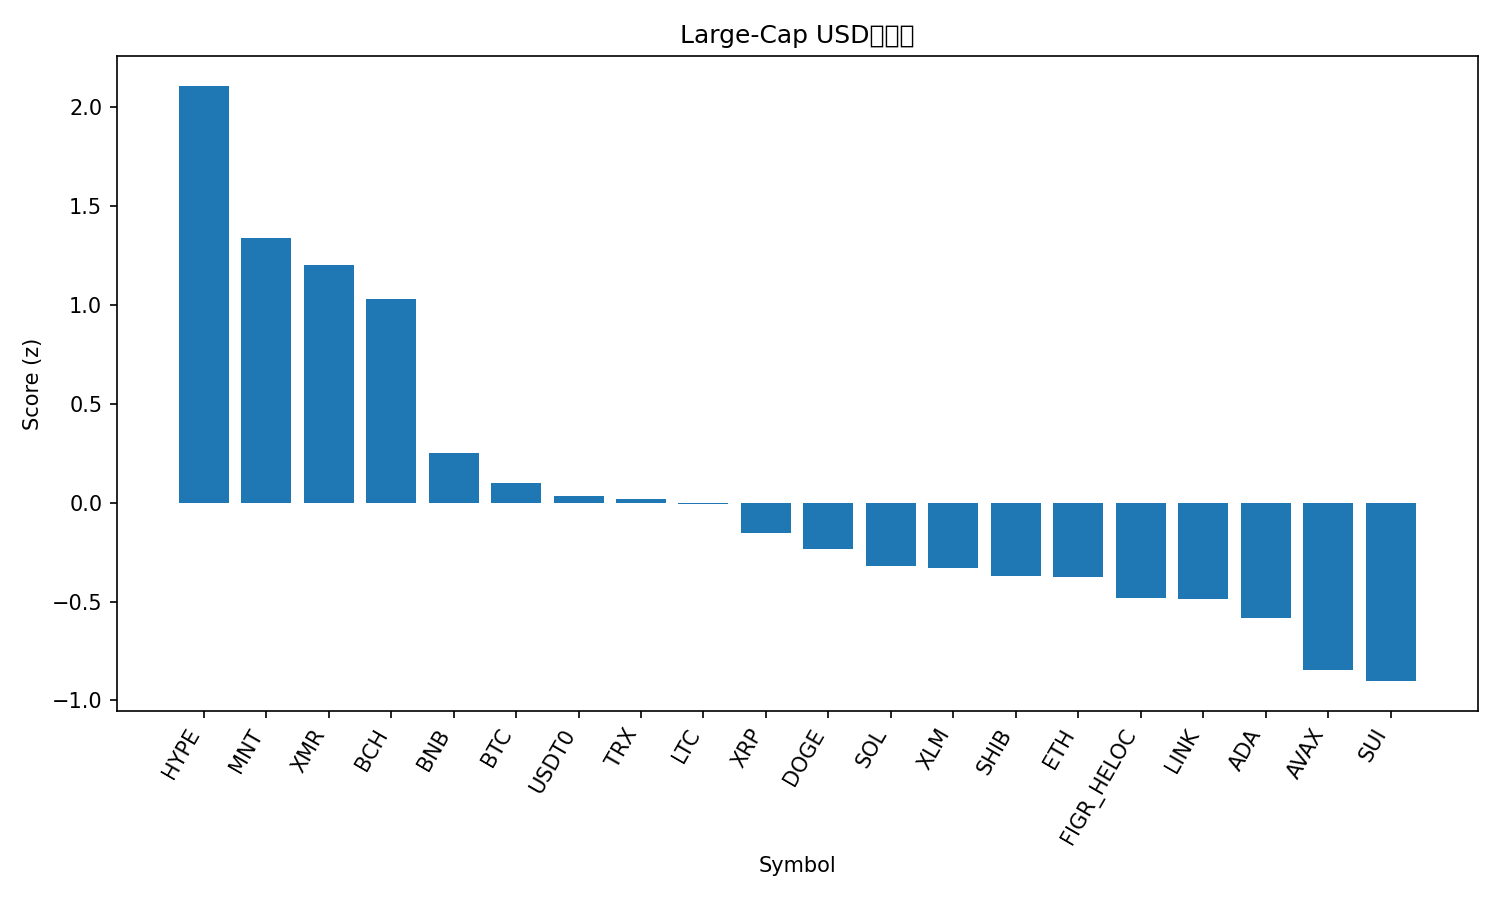 Large-Cap USD
Score (z)
2.0
1.5
1.0
0.5
0.0
−0.5
−1.0
HYPE
MNT
XMR
BCH
BNB
BTC
USDT0
TRX
LTC
XRP
DOGE
SOL
XLM
SHIB
ETH
FIGR_HELOC
LINK
ADA
AVAX
SUI
Symbol